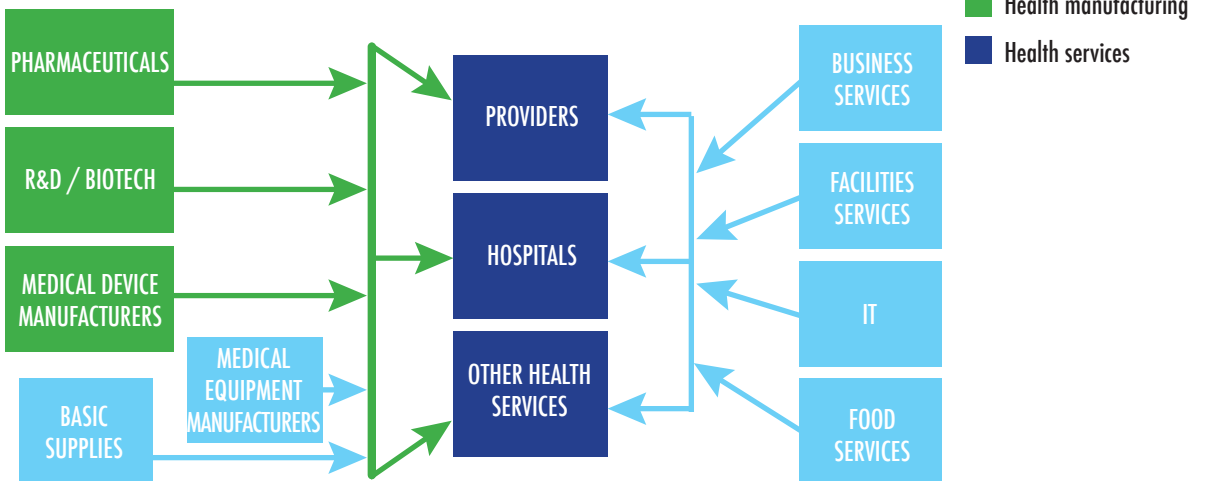 Health manufacturing
Health services
PHARMACEUTICALS
R&D / BIOTECH
MEDICAL DEVICE
MANUFACTURERS
MEDICAL
EQUIPMENT
MANUFACTURERS
BASIC
SUPPLIES
PROVIDERS
HOSPITALS
OTHER HEALTH
SERVICES
BUSINESS
SERVICES
FACILITIES
SERVICES
IT
FOOD
SERVICES